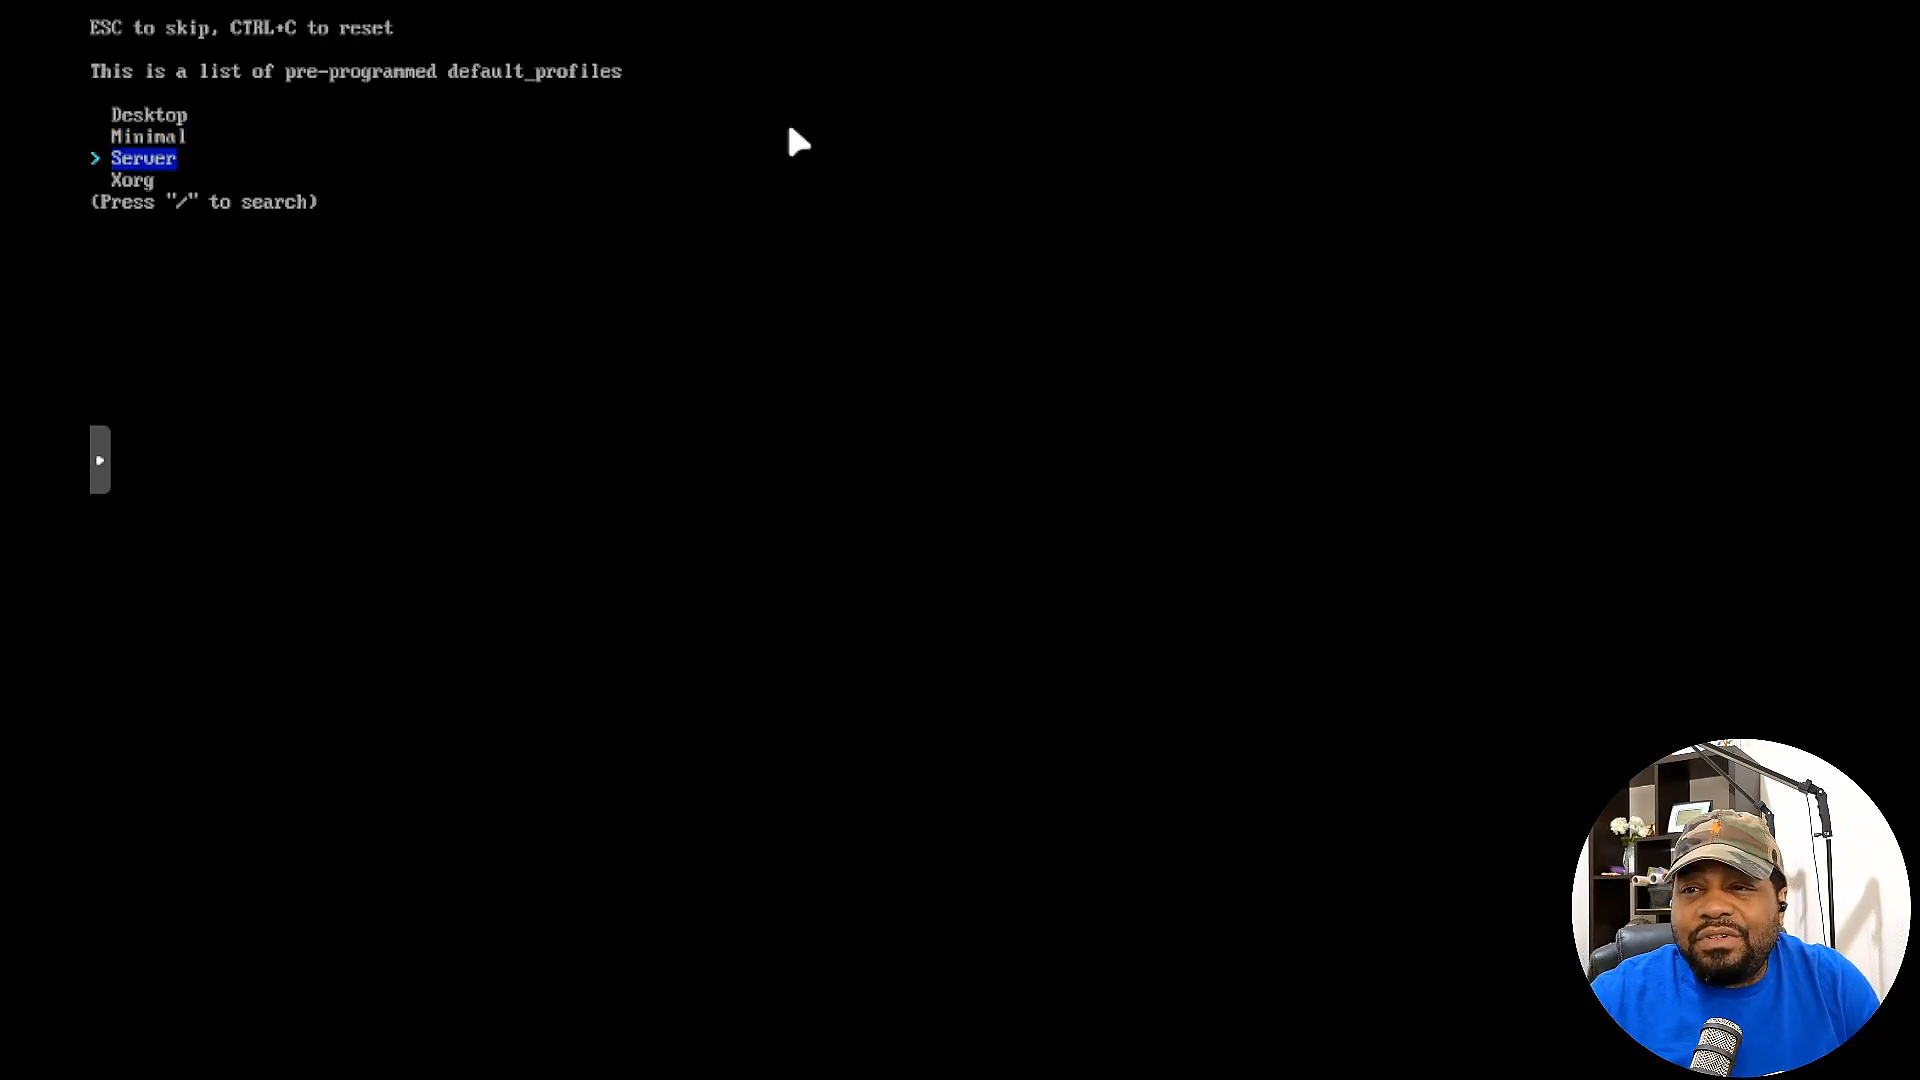 ESC to skip, CTRL+C to reset
This is a list of pre-programmed default_profiles
Desktop
Minimal
> Server
Xorg
(Press "/" to search)